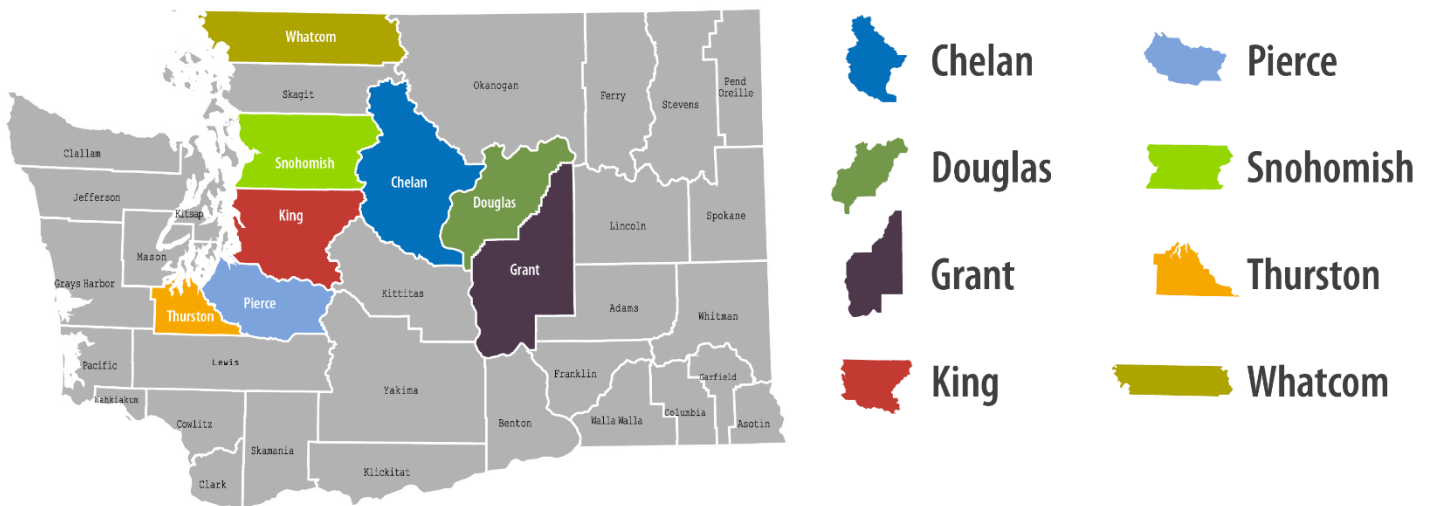 Whatcom
Skagit
Okanogan
Ferry
Stevens
Pend
Oreille
Clallam
Snohomish
Chelan
Jefferson
Kitsap
King
Douglas
Lincoln
Spokane
Mason
Grays Harbor
Grant
Kittitas
Pierce
Thurston
Adams
Whitman
Pacific
Lewis
Yakima
Franklin
Garfield
Wahkiakum
Cowlitz
Skamania
Benton
Walla Walla
Columbia
Asotin
Klickitat
Clark
Chelan
Douglas
Grant
King
Pierce
Snohomish
Thurston
Whatcom